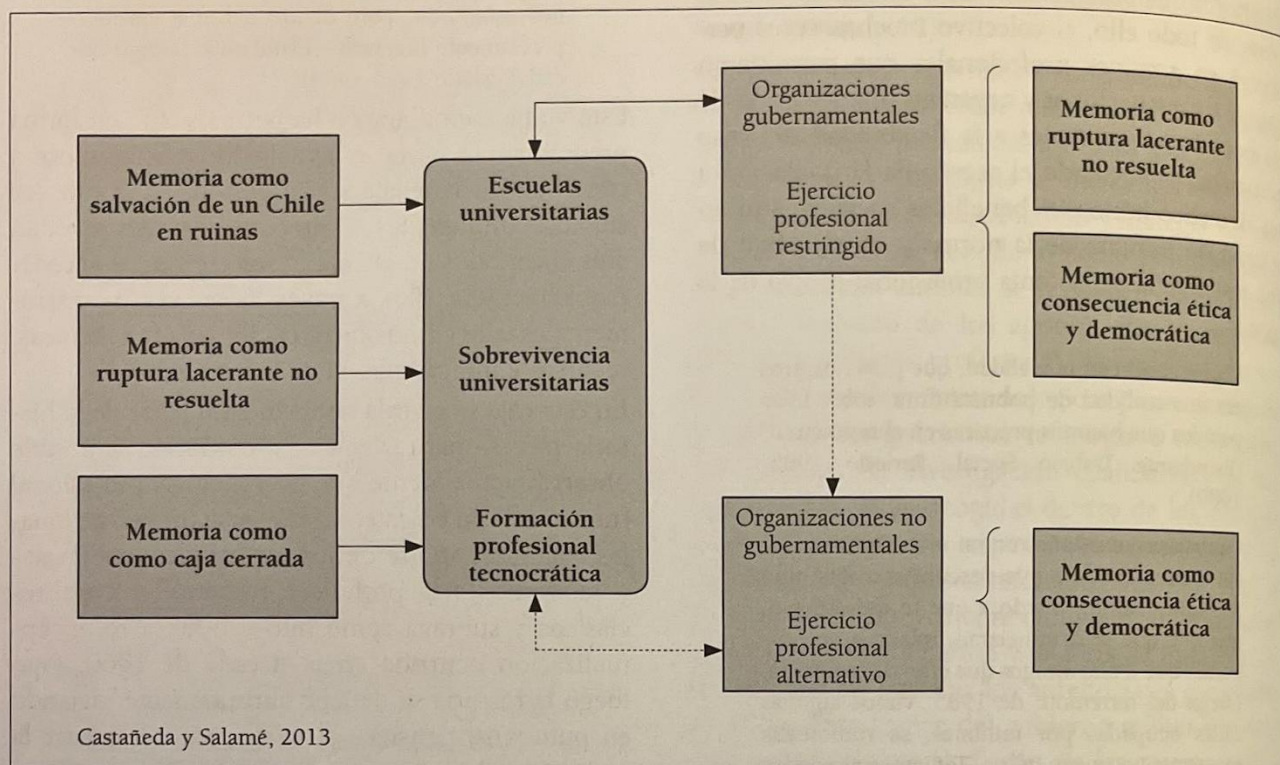 Memoria como
salvación de un Chile
en ruinas
Memoria como
ruptura lacerante no
resuelta
Memoria como
como caja cerrada
Escuelas
universitarias
Sobrevivencia
universitarias
Formación
profesional
tecnocrática
Organizaciones
gubernamentales
Ejercicio
profesional
restringido
Organizaciones no
gubernamentales
Ejercicio
profesional
alternativo
Memoria como
ruptura lacerante
no resuelta
Memoria como
consecuencia ética
y democrática
Memoria como
consecuencia ética
y democrática
Castañeda y Salamé, 2013